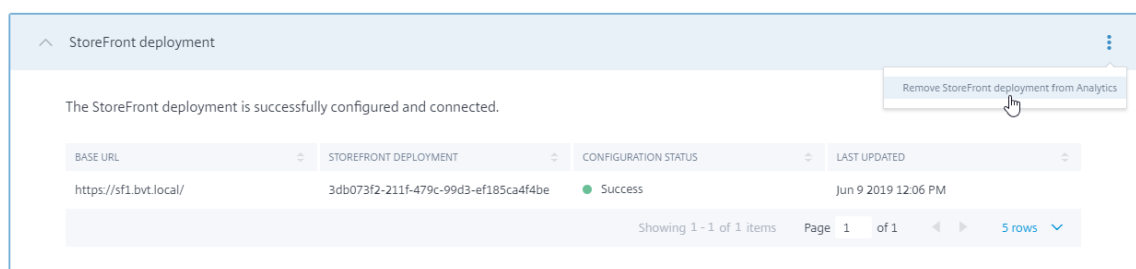 StoreFront deployment
Remove StoreFront deployment from Analytics
The StoreFront deployment is successfully configured and connected.
BASE URL STOREFRONT DEPLOYMENT CONFIGURATION STATUS LAST UPDATED
https://sf1.bvt.local/ 3db073f2-211f-479c-99d3-ef185ca4f4be Success Jun 9 2019 12:06 PM
Showing 1 - 1 of 1 items Page 1 of 1 5 rows